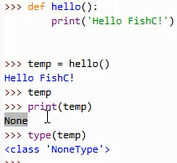 >>> def hello():
        print('Hello FishC!')

>>> temp = hello()
Hello FishC!
>>> temp
>>> print(temp)
None
>>> type(temp)
<class 'NoneType'>
>>>